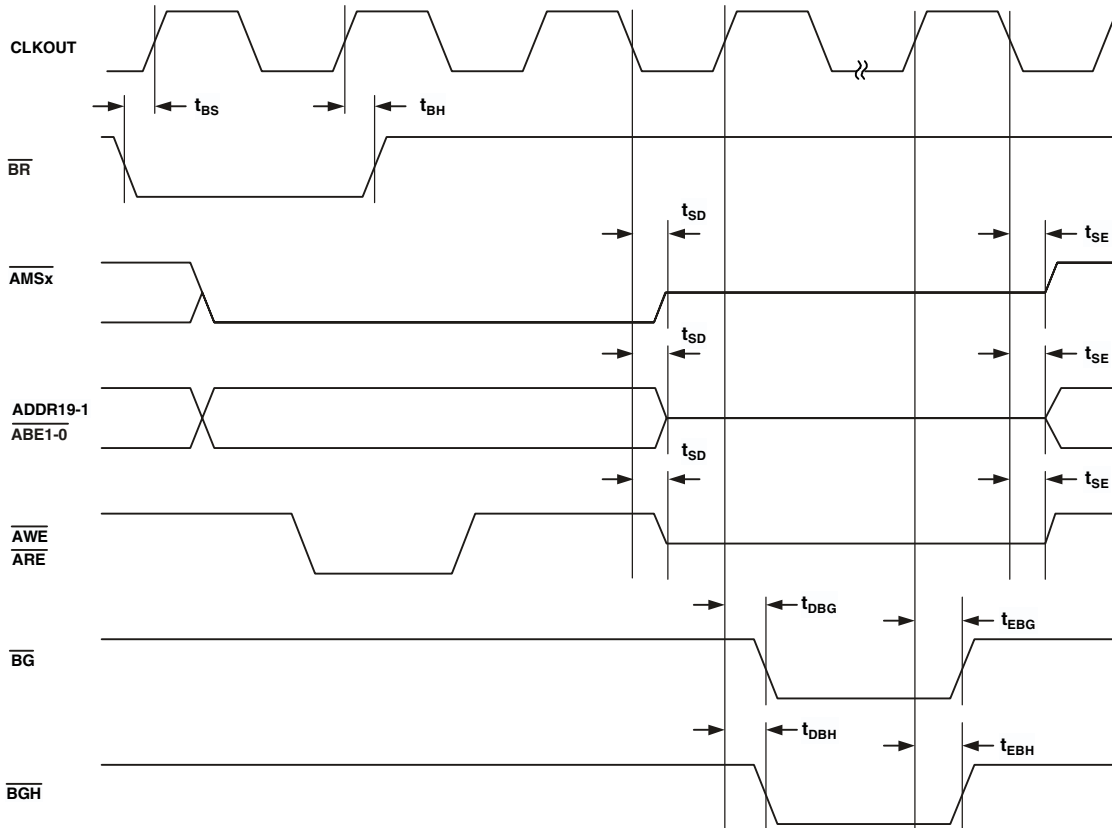 CLKOUT
tBS
tBH
BR
tSD
tSE
AMSx
tSD
tSE
ADDR19-1
ABE1-0
tSD
tSE
AWE
ARE
tDBG
tEBG
BG
tDBH
tEBH
BGH